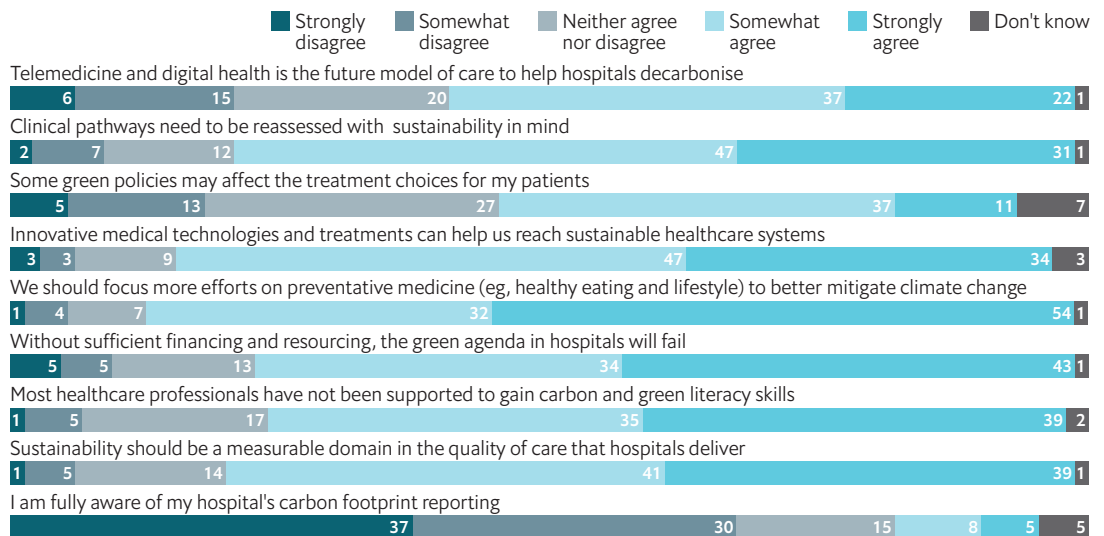 Strongly disagree
Somewhat disagree
Neither agree nor disagree
Somewhat agree
Strongly agree
Don't know
Telemedicine and digital health is the future model of care to help hospitals decarbonise
6 15 20 37 22 1
Clinical pathways need to be reassessed with sustainability in mind
2 7 12 47 31 1
Some green policies may affect the treatment choices for my patients
5 13 27 37 11 7
Innovative medical technologies and treatments can help us reach sustainable healthcare systems
3 3 9 47 34 3
We should focus more efforts on preventative medicine (eg, healthy eating and lifestyle) to better mitigate climate change
1 4 7 32 54 1
Without sufficient financing and resourcing, the green agenda in hospitals will fail
5 5 13 34 43 1
Most healthcare professionals have not been supported to gain carbon and green literacy skills
1 5 17 35 39 2
Sustainability should be a measurable domain in the quality of care that hospitals deliver
1 5 14 41 39 1
I am fully aware of my hospital's carbon footprint reporting
37 30 15 8 5 5